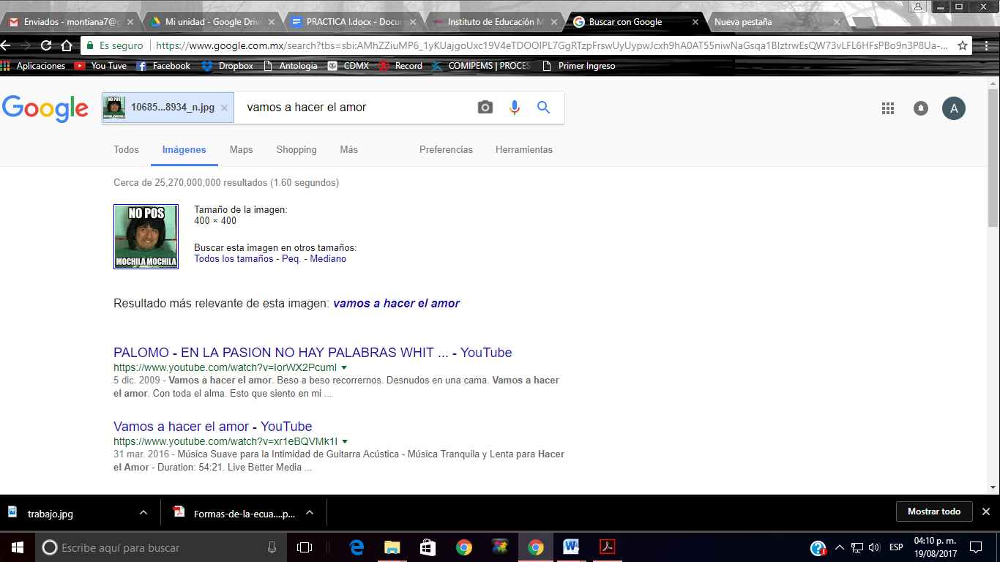 Enviados - montiana7@g
Mi unidad - Google Drive
PRACTICA I.docx - Docur
Instituto de Educación M
Buscar con Google
Nueva pestaña
Es seguro
https://www.google.com.mx/search?tbs=sbi:AMhZZiuMP6_1yKUajgoUxc19V4eTDOOIPL7GgRTzpFrswUyUypwJcxh9hA0AT55niwNaGsqa1BIztrwEsQW73vLFL6HFsPBo9n3P8Ua-...
Aplicaciones
You Tuve
Facebook
Dropbox
Antologia
CDMX
Record
COMIPEMS | PROCES
Primer Ingreso
Google
NO POS
MOCHILA MOCHILA
10685...8934_n.jpg
vamos a hacer el amor
A
Todos
Imágenes
Maps
Shopping
Más
Preferencias
Herramientas
Cerca de 25,270,000,000 resultados (1.60 segundos)
NO POS
MOCHILA MOCHILA
Tamaño de la imagen:
400 × 400
Buscar esta imagen en otros tamaños:
Todos los tamaños - Peq. - Mediano
Resultado más relevante de esta imagen: vamos a hacer el amor
PALOMO - EN LA PASION NO HAY PALABRAS WHIT ... - YouTube
https://www.youtube.com/watch?v=IorWX2PcumI
5 dic. 2009 - Vamos a hacer el amor. Beso a beso recorrernos. Desnudos en una cama. Vamos a hacer
el amor. Con toda el alma. Esto que siento en mi ...
Vamos a hacer el amor - YouTube
https://www.youtube.com/watch?v=xr1eBQVMk1I
31 mar. 2016 - Música Suave para la Intimidad de Guitarra Acústica - Música Tranquila y Lenta para Hacer
el Amor - Duration: 54:21. Live Better Media ...
trabajo.jpg
Formas-de-la-ecua....p...
Mostrar todo
Escribe aquí para buscar
ESP
04:10 p. m.
19/08/2017